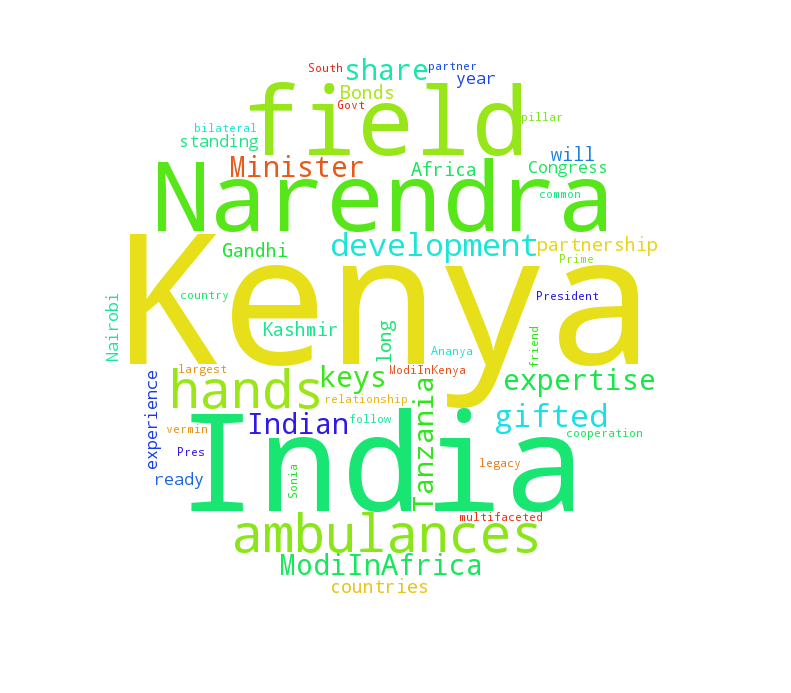 South share partner
year
Bonds
field
Govt
pillar
bilateral
standing
will
Minister Africa Congress
Narendra
common
Gandhi development partnership
Prime
Kenya
Nairobi country President
Kashmir long friend
Ananya
largest keys ModiInKenya
hands expertise
experience relationship
Indian follow gifted
vermin Tanzania cooperation
India
Pres legacy
ready Sonia
multifaceted
ambulances
ModiInAfrica
countries